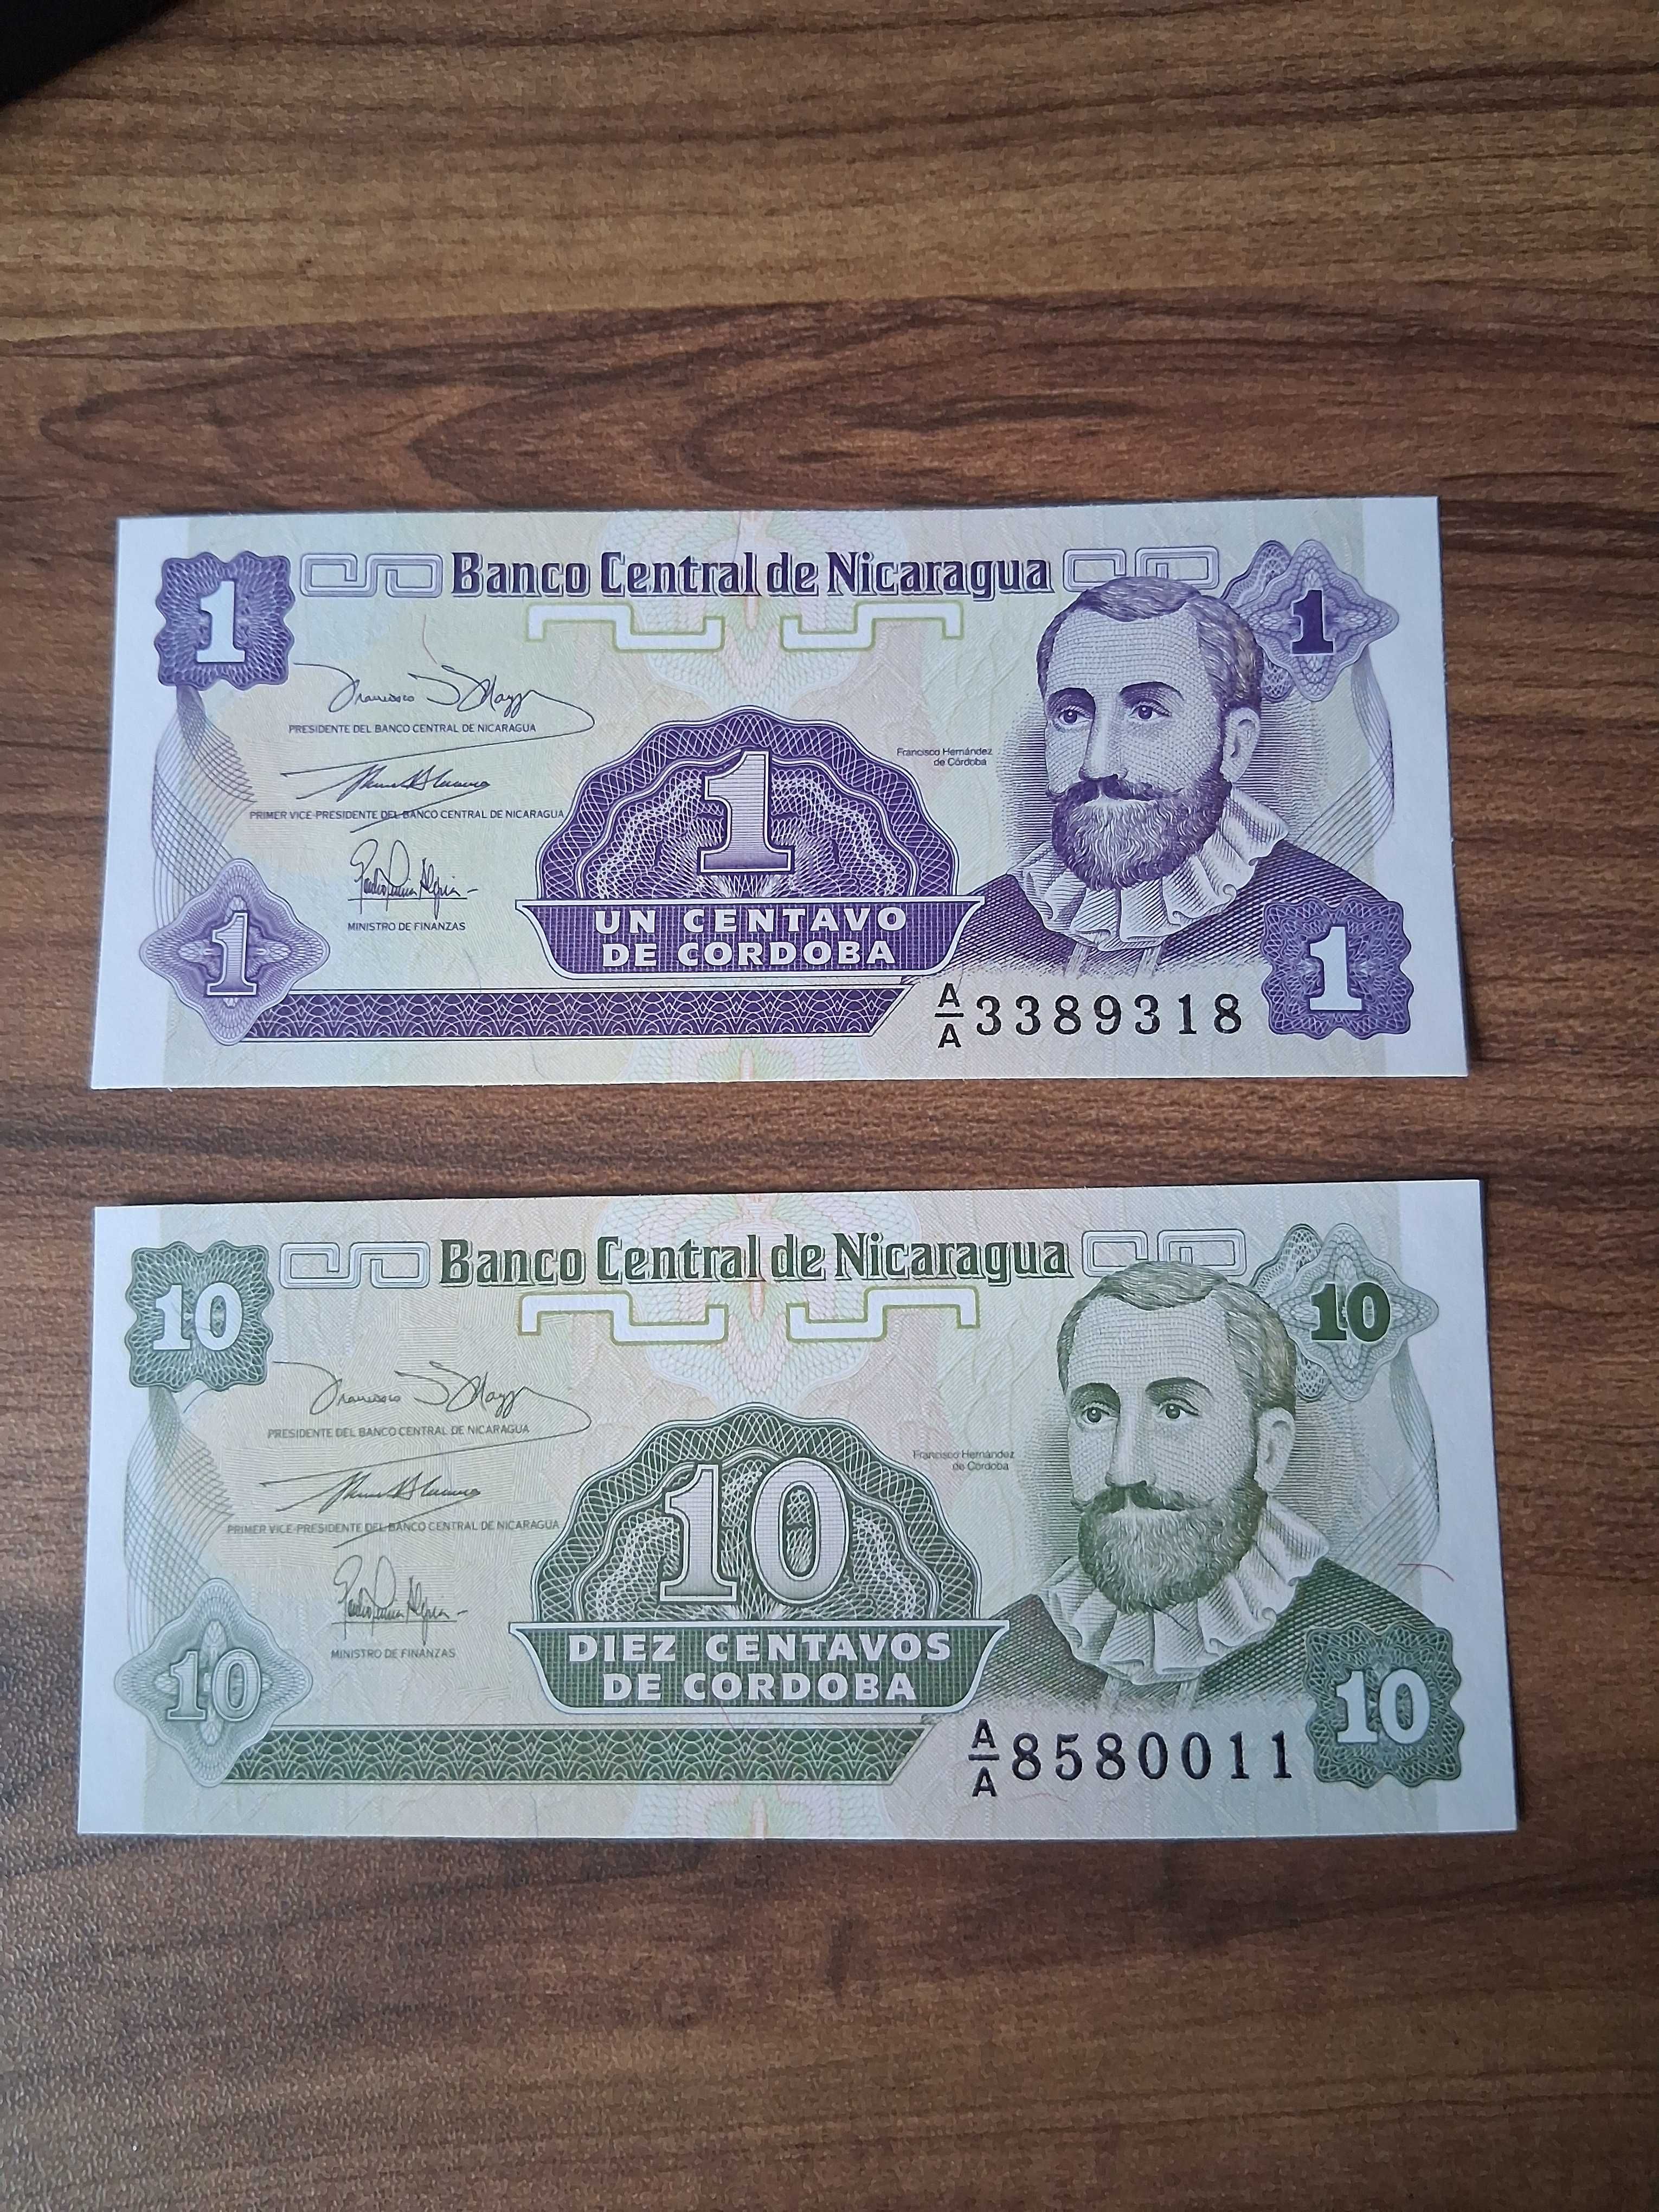 1
Banco Central de Nicaragua
1
PRESIDENTE DEL BANCO CENTRAL DE NICARAGUA
Francisco Hernández
de Córdoba
1
PRIMER VICE-PRESIDENTE DEL BANCO CENTRAL DE NICARAGUA
MINISTRO DE FINANZAS
UN CENTAVO
DE CORDOBA
1
1
A/A 3389318
10
Banco Central de Nicaragua
10
PRESIDENTE DEL BANCO CENTRAL DE NICARAGUA
Francisco Hernández
de Córdoba
10
PRIMER VICE-PRESIDENTE DEL BANCO CENTRAL DE NICARAGUA
MINISTRO DE FINANZAS
DIEZ CENTAVOS
DE CORDOBA
10
10
A/A 8580011